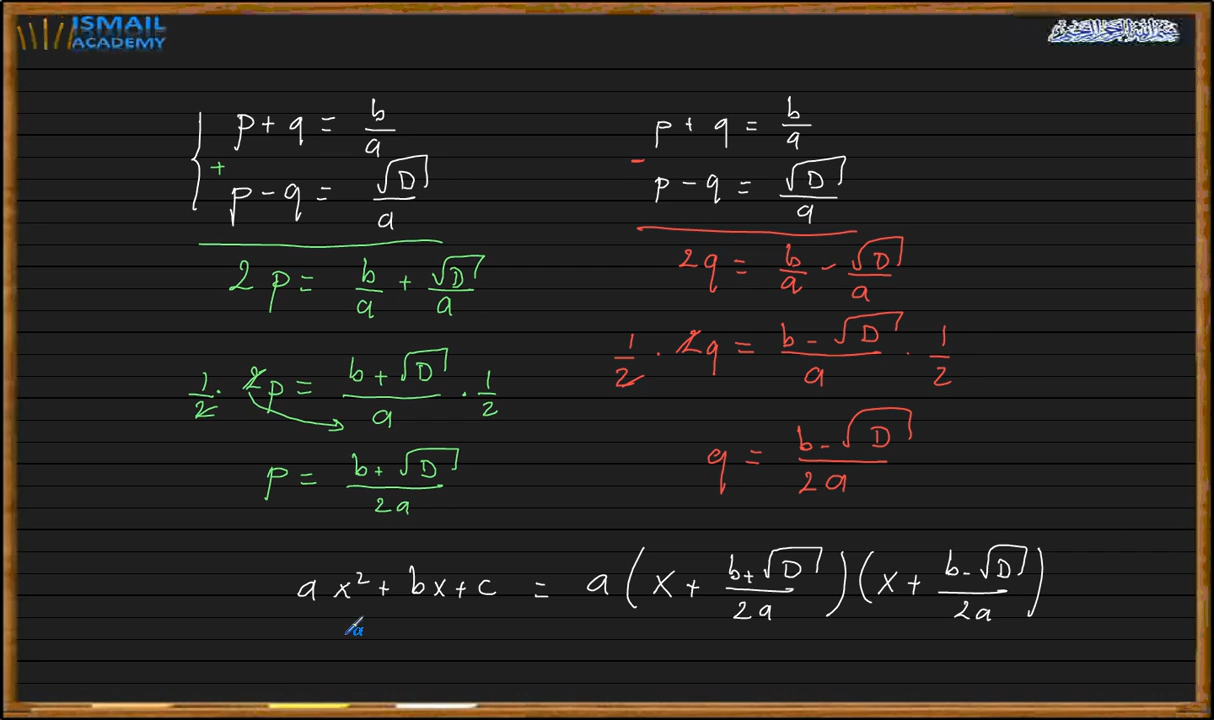 ISMAIL
ACADEMY
p + q = b/a
p - q = √D/a
+
2p = b/a + √D/a
1/2 · 2p = (b + √D)/a · 1/2
p = (b + √D)/2a
p + q = b/a
-
p - q = √D/a
2q = b/a - √D/a
1/2 · 2q = (b - √D)/a · 1/2
q = (b - √D)/2a
ax² + bx + c = a(x + (b + √D)/2a)(x + (b - √D)/2a)